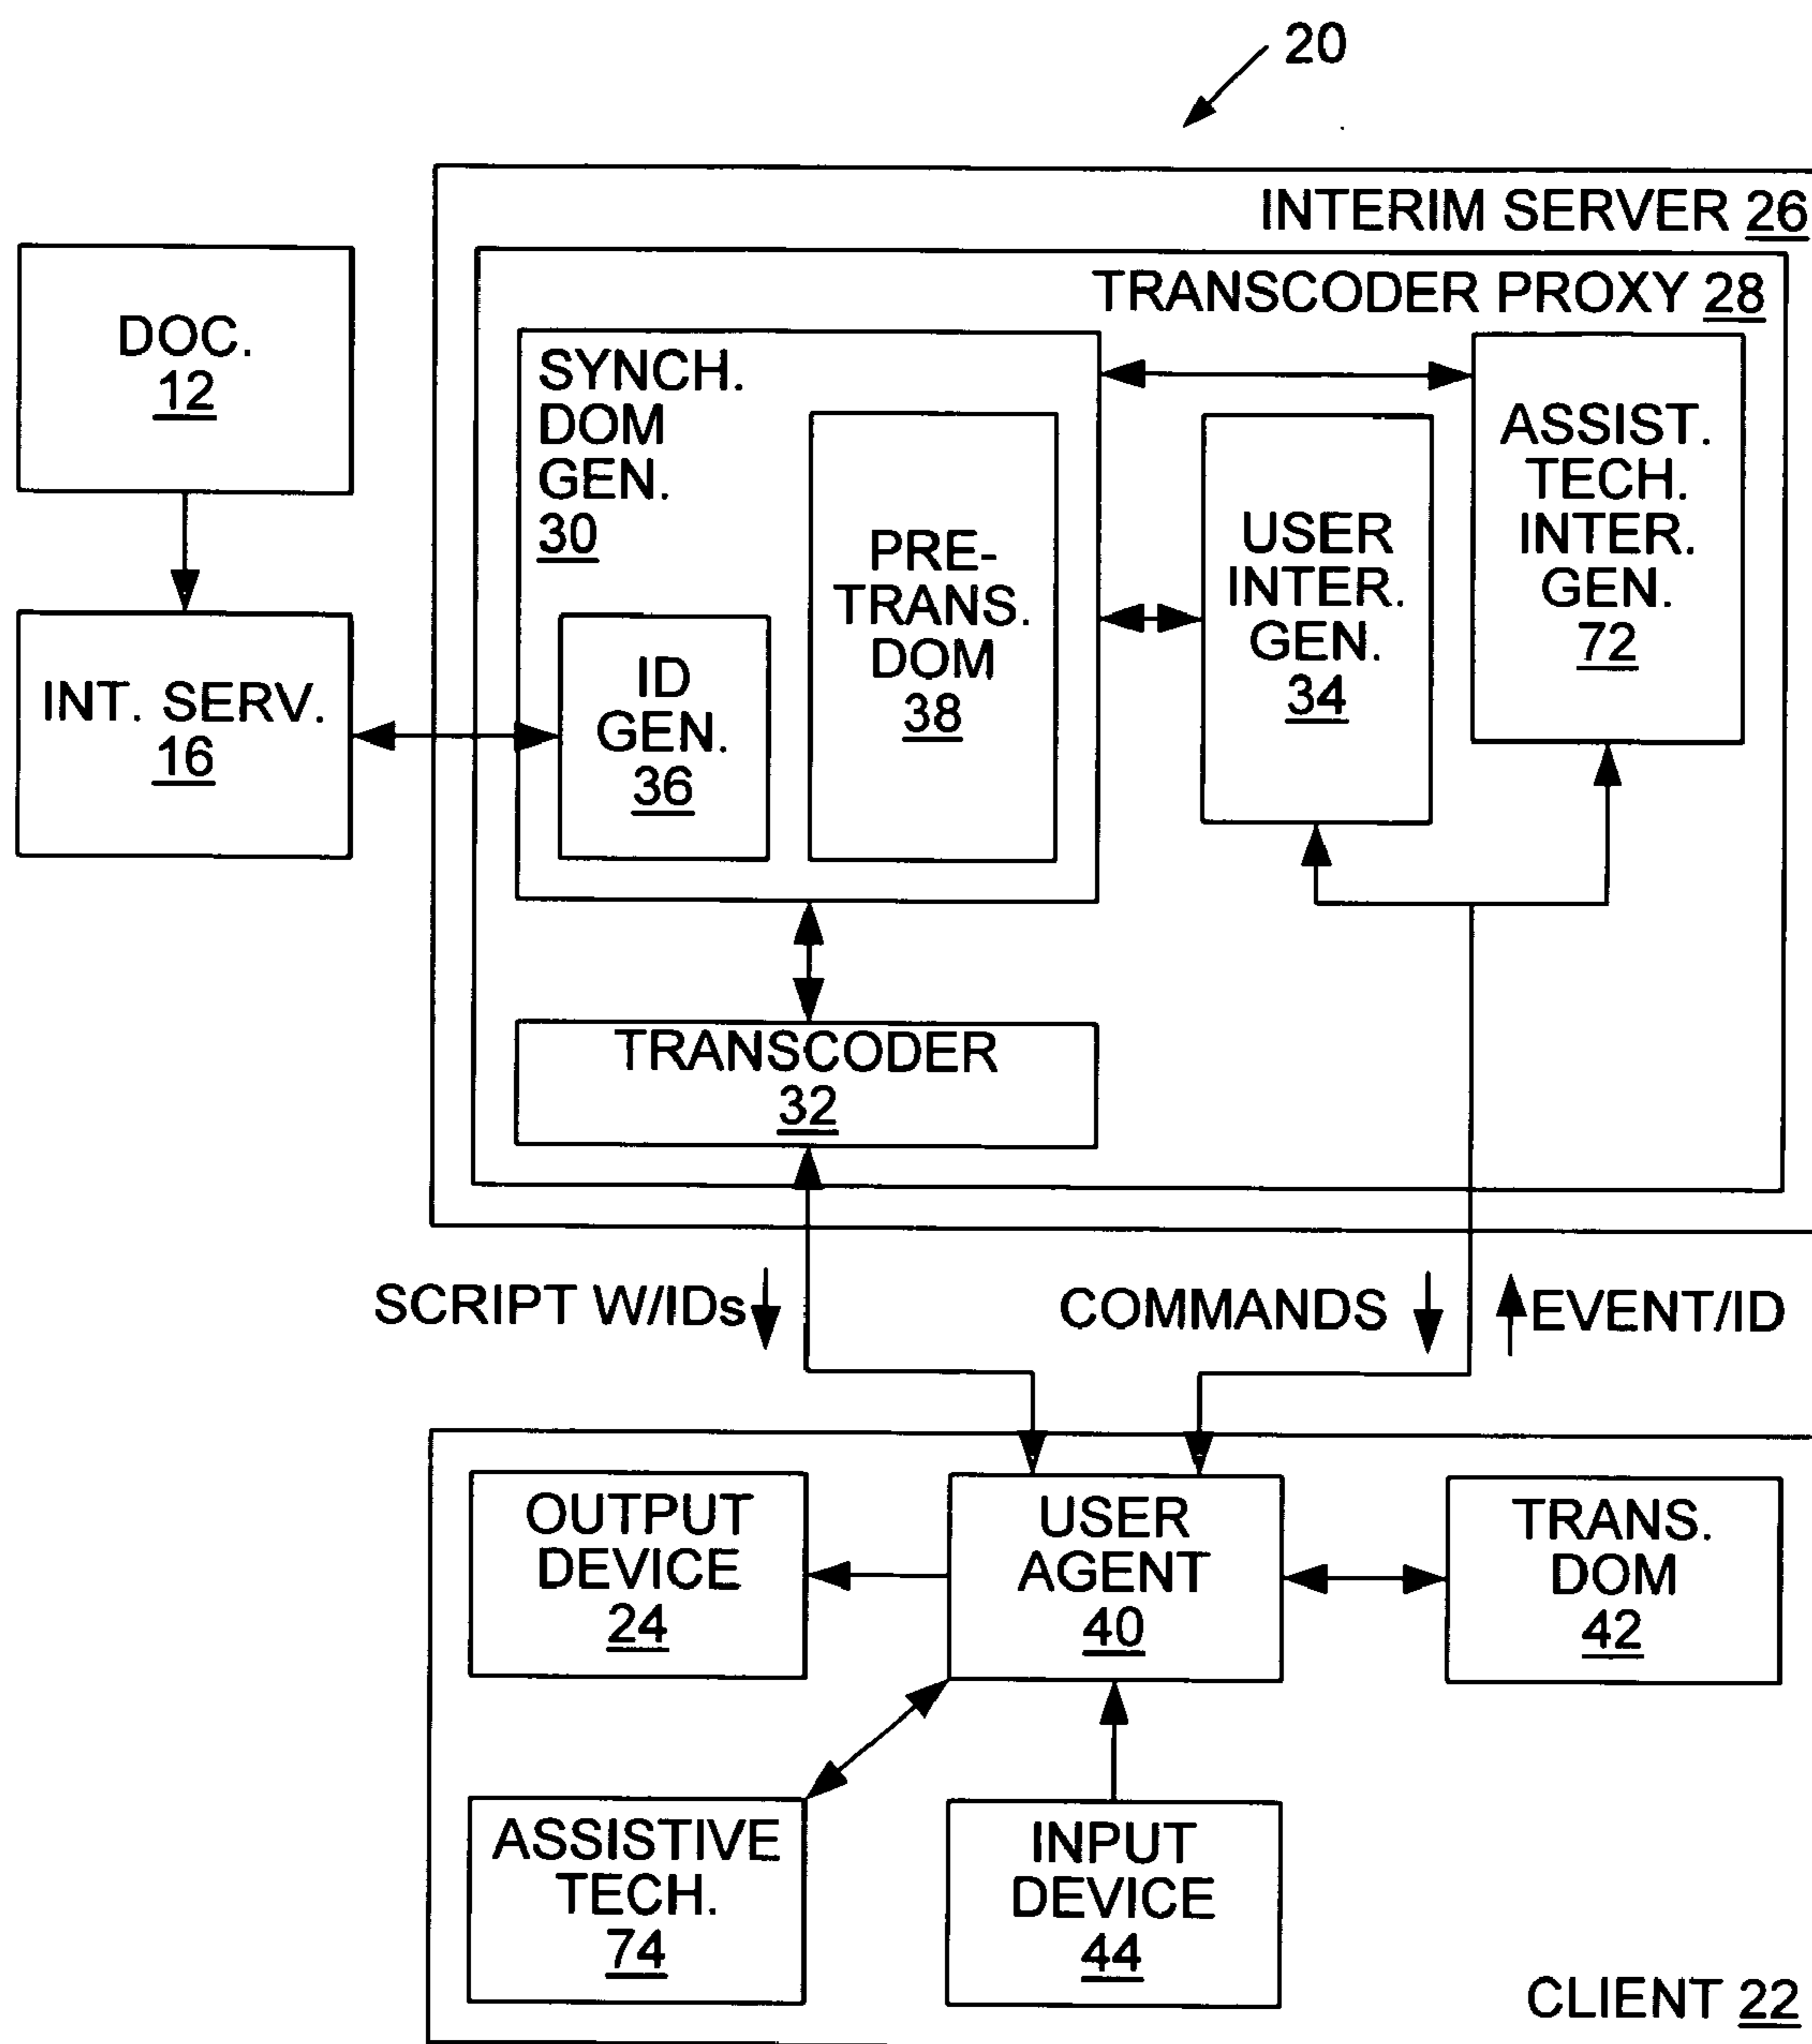 20
INTERIM SERVER 26
TRANSCODER PROXY 28
DOC.
12
INT. SERV.
16
SYNCH.
DOM
GEN.
30
ID
GEN.
36
PRE-
TRANS.
DOM
38
USER
INTER.
GEN.
34
ASSIST.
TECH.
INTER.
GEN.
72
TRANSCODER
32
SCRIPT W/IDs
COMMANDS
EVENT/ID
OUTPUT
DEVICE
24
USER
AGENT
40
TRANS.
DOM
42
ASSISTIVE
TECH.
74
INPUT
DEVICE
44
CLIENT 22